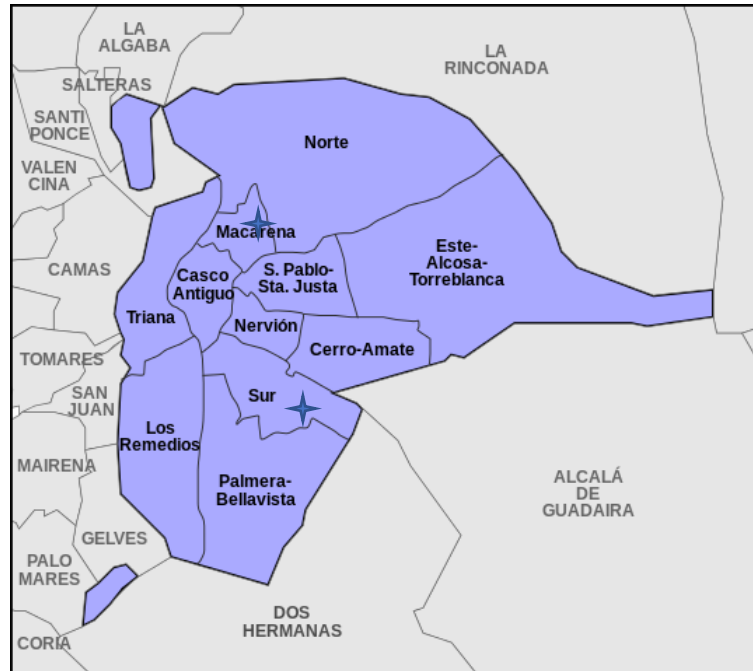 LA
ALGABA
LA
RINCONADA
SALTERAS
SANTI
PONCE
Norte
VALEN
CINA
Macarena
Este-
Alcosa-
Torreblanca
CAMAS
Casco
Antiguo
S. Pablo-
Sta. Justa
Triana
Nervión
Cerro-Amate
TOMARES
SAN
JUAN
Sur
Los
Remedios
MAIRENA
Palmera-
Bellavista
ALCALÁ
DE
GUADAIRA
GELVES
PALO
MARES
DOS
HERMANAS
CORIA